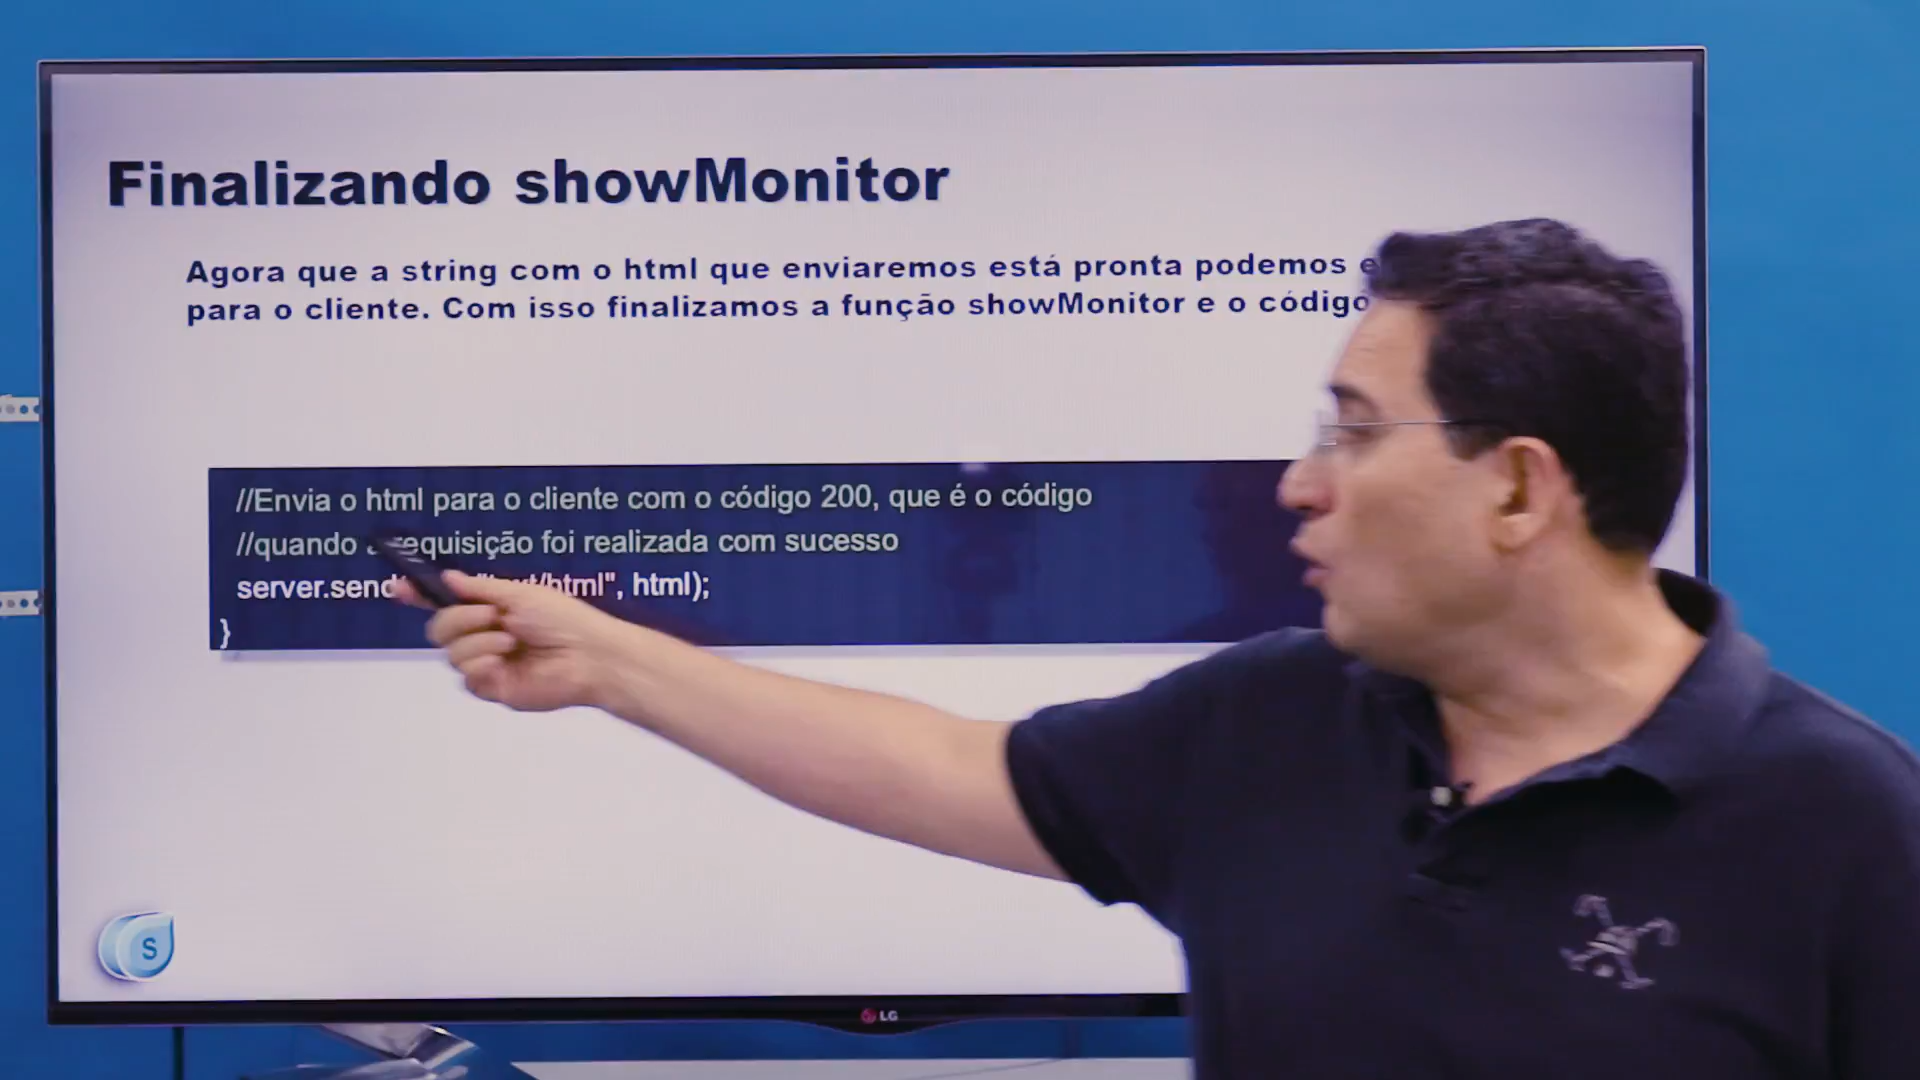 Finalizando showMonitor
Agora que a string com o html que enviaremos está pronta podemos
para o cliente. Com isso finalizamos a função showMonitor e o código
//Envia o html para o cliente com o código 200, que é o código
//quando a requisição foi realizada com sucesso
server.send "text/html", html);
}
S
LG